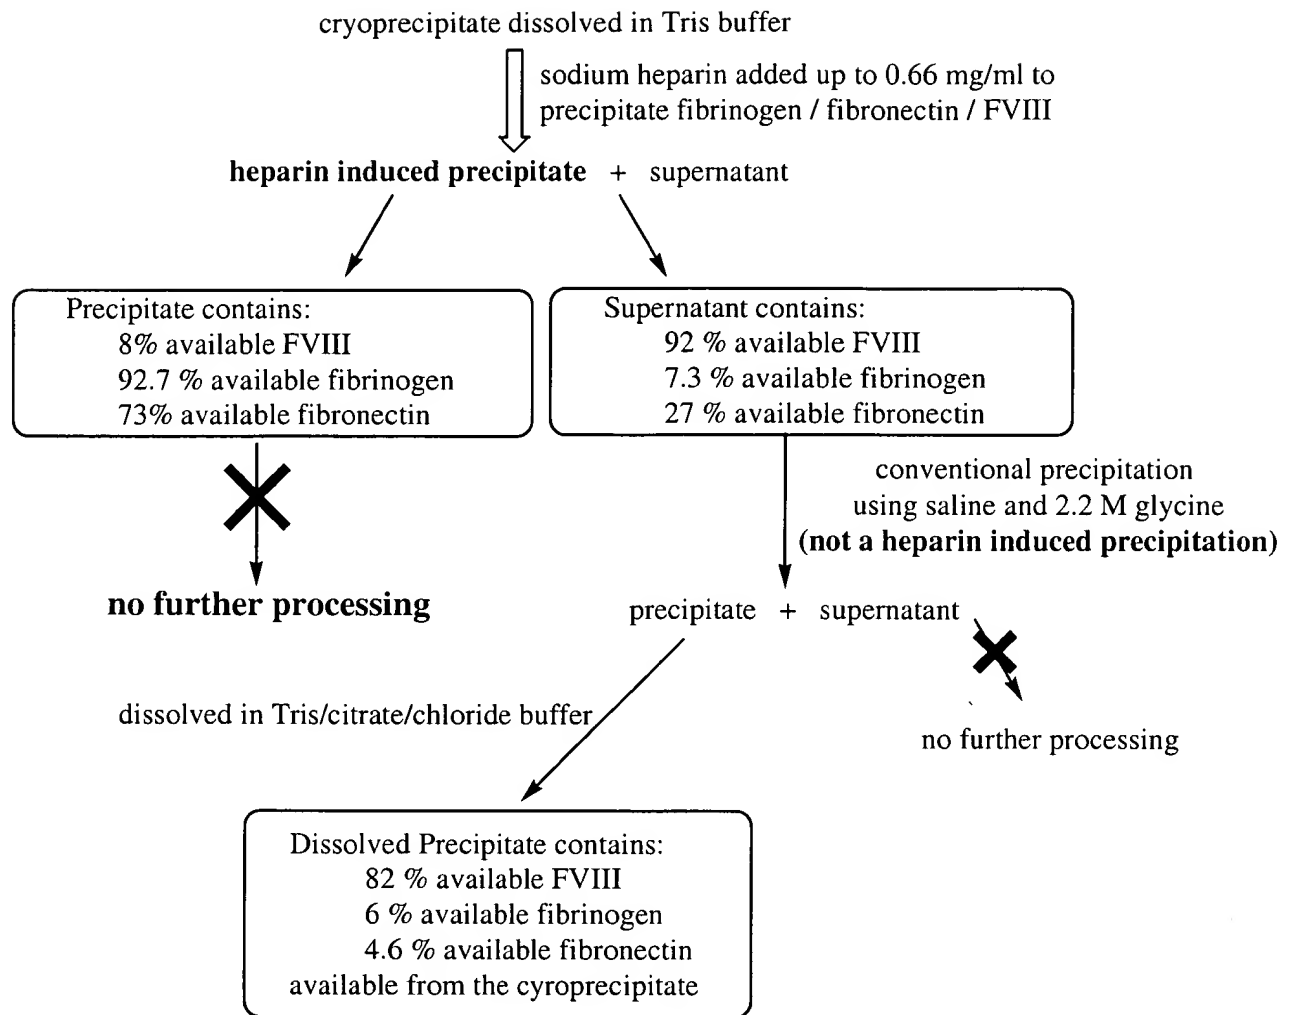 cryoprecipitate dissolved in Tris buffer
sodium heparin added up to 0.66 mg/ml to
precipitate fibrinogen / fibronectin / FVIII
heparin induced precipitate + supernatant
Precipitate contains:
8% available FVIII
92.7 % available fibrinogen
73% available fibronectin
Supernatant contains:
92 % available FVIII
7.3 % available fibrinogen
27 % available fibronectin
conventional precipitation
using saline and 2.2 M glycine
(not a heparin induced precipitation)
no further processing
precipitate + supernatant
dissolved in Tris/citrate/chloride buffer
no further processing
Dissolved Precipitate contains:
82 % available FVIII
6 % available fibrinogen
4.6 % available fibronectin
available from the cyroprecipitate